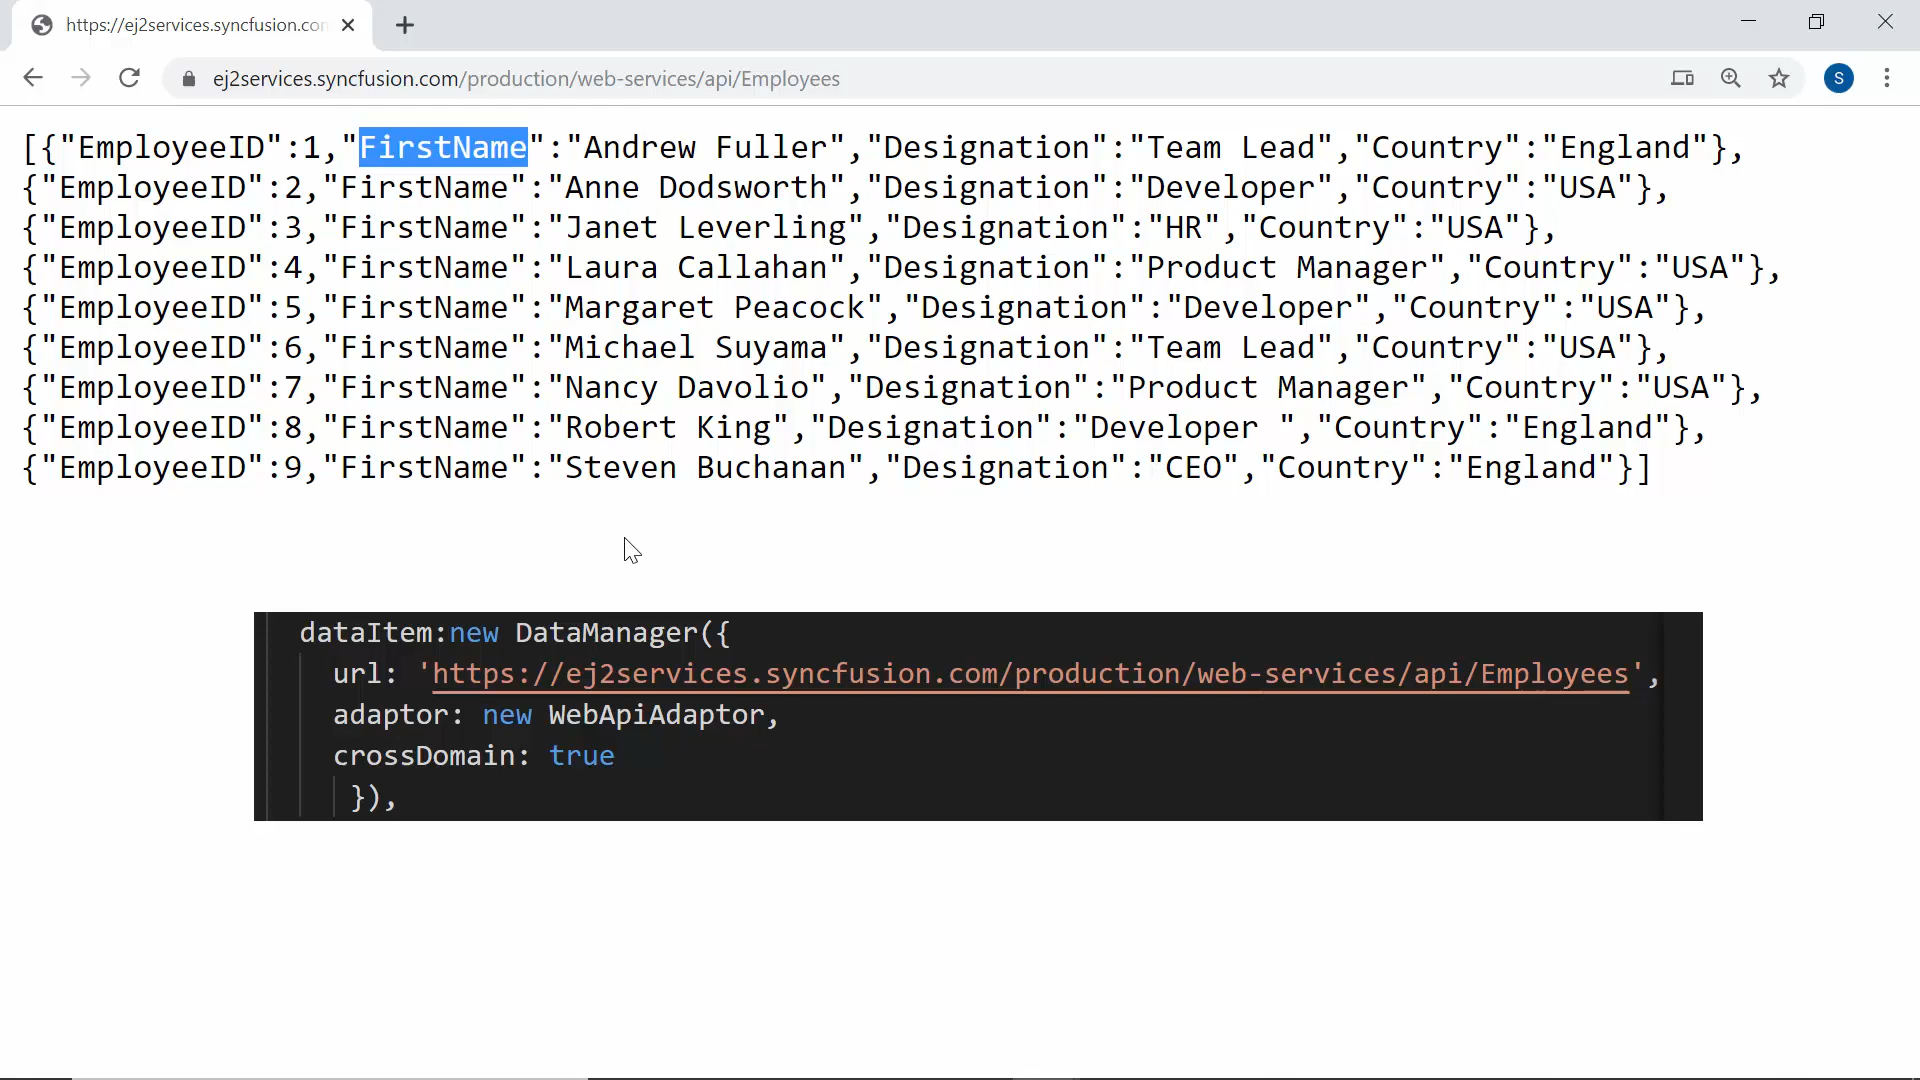 https://ej2services.syncfusion.con
ej2services.syncfusion.com/production/web-services/api/Employees
S
[{"EmployeeID":1,"FirstName":"Andrew Fuller","Designation":"Team Lead","Country":"England"},
{"EmployeeID":2,"FirstName":"Anne Dodsworth","Designation":"Developer","Country":"USA"},
{"EmployeeID":3,"FirstName":"Janet Leverling","Designation":"HR","Country":"USA"},
{"EmployeeID":4,"FirstName":"Laura Callahan","Designation":"Product Manager","Country":"USA"},
{"EmployeeID":5,"FirstName":"Margaret Peacock","Designation":"Developer","Country":"USA"},
{"EmployeeID":6,"FirstName":"Michael Suyama","Designation":"Team Lead","Country":"USA"},
{"EmployeeID":7,"FirstName":"Nancy Davolio","Designation":"Product Manager","Country":"USA"},
{"EmployeeID":8,"FirstName":"Robert King","Designation":"Developer ","Country":"England"},
{"EmployeeID":9,"FirstName":"Steven Buchanan","Designation":"CEO","Country":"England"}]
dataItem:new DataManager({
url: 'https://ej2services.syncfusion.com/production/web-services/api/Employees',
adaptor: new WebApiAdaptor,
crossDomain: true
}),